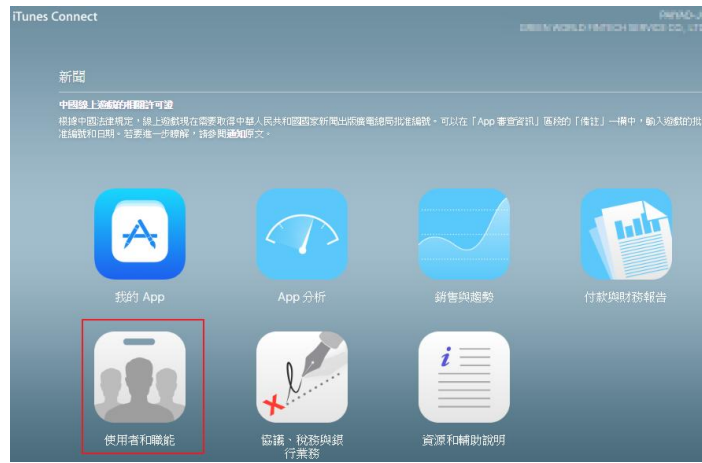 iTunes Connect
GREEN WORLD FINTECH SERVICE CO., LTD
新聞
中國線上遊戲的相關許可證
根據中國法律規定，線上遊戲現在需要取得中華人民共和國國家新聞出版廣電總局批准編號。可以在「App 審查資訊」區段的「備註」一欄中，輸入遊戲的批
准編號和日期。若要進一步瞭解，請參閱通知原文。
我的 App
App 分析
銷售與趨勢
付款與財務報告
使用者和職能
協議、稅務與銀
行業務
資源和輔助說明